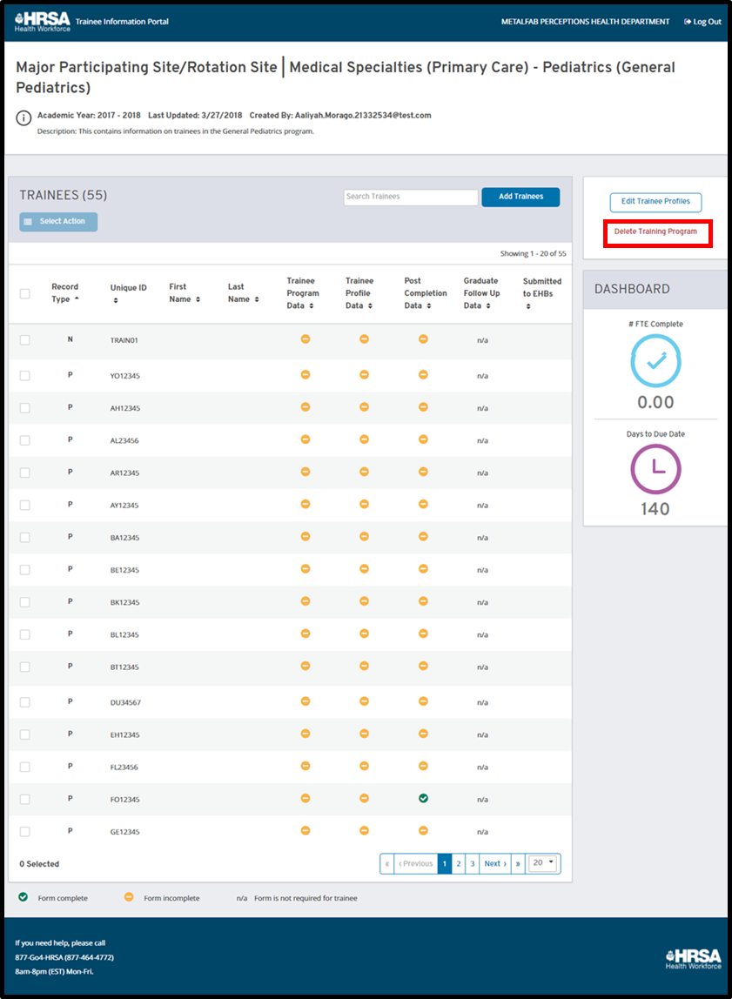 HRSA
Health Workforce
Trainee Information Portal
METALFAB PERCEPTIONS HEALTH DEPARTMENT
Log Out
Major Participating Site/Rotation Site | Medical Specialties (Primary Care) - Pediatrics (General
Pediatrics)
Academic Year: 2017 - 2018 Last Updated: 3/27/2018 Created By: Aaliyah.Morago.21332534@test.com
Description: This contains information on trainees in the General Pediatrics program.
TRAINEES (55)
Search Trainees
Add Trainees
Select Action
Showing 1 - 20 of 55
Record
Type
Unique ID
First
Name
Last
Name
Trainee
Program
Data
Trainee
Profile
Data
Post
Completion
Data
Graduate
Follow Up
Data
Submitted
to EHBs
N TRAIN01 n/a
P YO12345 n/a
P AH12345 n/a
P AL23456 n/a
P AR12345 n/a
P AY12345 n/a
P BA12345 n/a
P BE12345 n/a
P BK12345 n/a
P BL12345 n/a
P BT12345 n/a
P DU34567 n/a
P EH12345 n/a
P FL23456 n/a
P FO12345 n/a
P GE12345 n/a
0 Selected
« ‹ Previous 1 2 3 Next › » 20
Form complete
Form incomplete
n/a Form is not required for trainee
Edit Trainee Profiles
Delete Training Program
DASHBOARD
# FTE Complete
0.00
Days to Due Date
140
If you need help, please call
877-Go4-HRSA (877-464-4772)
8am-8pm (EST) Mon-Fri.
HRSA
Health Workforce